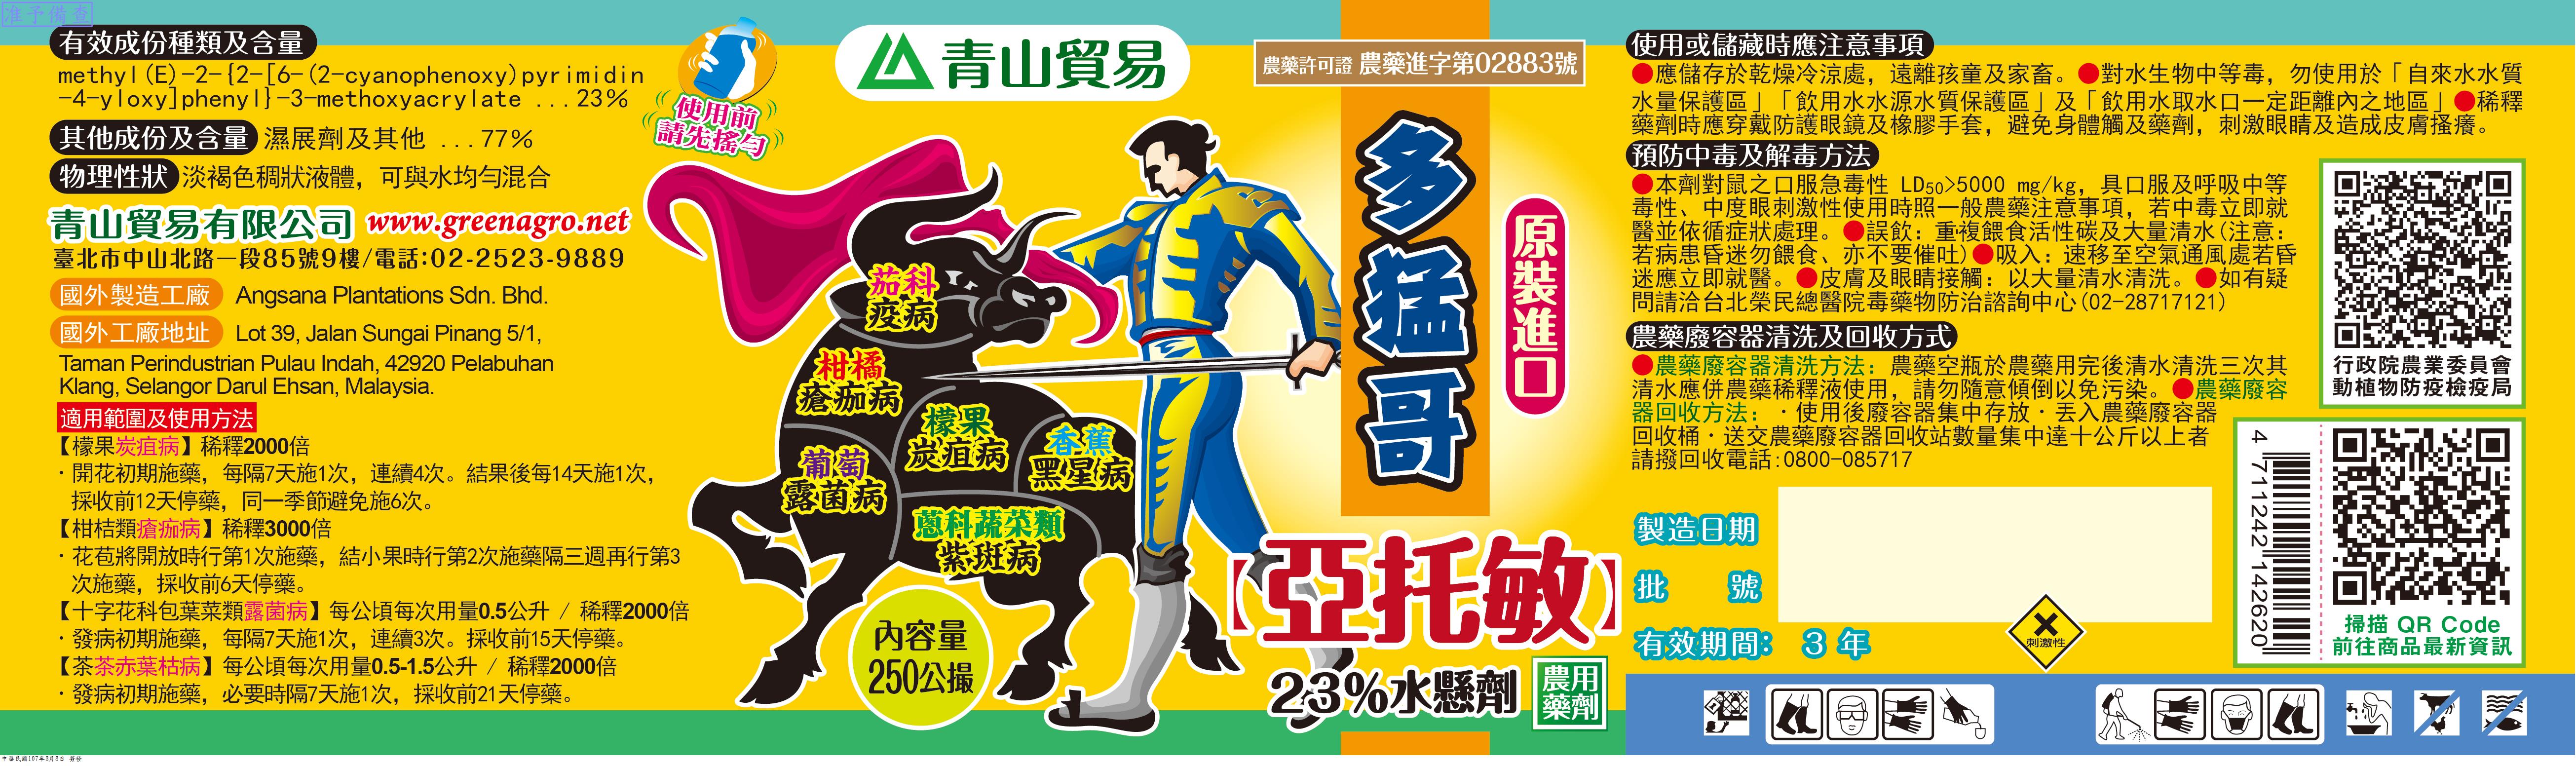 准予備查
有效成份種類及含量
methyl(E)-2-{2-[6-(2-cyanophenoxy)pyrimidin
-4-yloxy]phenyl}-3-methoxyacrylate ...23%
其他成份及含量 濕展劑及其他 ...77%
物理性狀 淡褐色稠狀液體，可與水均勻混合
青山貿易有限公司 www.greenagro.net
臺北市中山北路一段85號9樓/電話:02-2523-9889
國外製造工廠 Angsana Plantations Sdn. Bhd.
國外工廠地址 Lot 39, Jalan Sungai Pinang 5/1,
Taman Perindustrian Pulau Indah, 42920 Pelabuhan
Klang, Selangor Darul Ehsan, Malaysia.
適用範圍及使用方法
【檬果炭疽病】稀釋2000倍
．開花初期施藥，每隔7天施1次，連續4次。結果後每14天施1次，
採收前12天停藥，同一季節避免施6次。
【柑桔類瘡痂病】稀釋3000倍
．花苞將開放時行第1次施藥，結小果時行第2次施藥隔三週再行第3
次施藥，採收前6天停藥。
【十字花科包葉菜類露菌病】每公頃每次用量0.5公升 / 稀釋2000倍
．發病初期施藥，每隔7天施1次，連續3次。採收前15天停藥。
【茶茶赤葉枯病】每公頃每次用量0.5-1.5公升 / 稀釋2000倍
．發病初期施藥，必要時隔7天施1次，採收前21天停藥。
使用前
請先搖勻
青山貿易
茄科
疫病
柑橘
瘡痂病
檬果
炭疽病
香蕉
黑星病
葡萄
露菌病
蔥科蔬菜類
紫斑病
內容量
250公撮
農藥許可證 農藥進字第02883號
多猛哥
原裝進口
【亞托敏】
23%水懸劑
農用
藥劑
使用或儲藏時應注意事項
●應儲存於乾燥冷涼處，遠離孩童及家畜。●對水生物中等毒，勿使用於「自來水水質
水量保護區」「飲用水水源水質保護區」及「飲用水取水口一定距離內之地區」●稀釋
藥劑時應穿戴防護眼鏡及橡膠手套，避免身體觸及藥劑，刺激眼睛及造成皮膚搔癢。
預防中毒及解毒方法
●本劑對鼠之口服急毒性 LD50>5000 mg/kg，具口服及呼吸中等
毒性、中度眼刺激性使用時照一般農藥注意事項，若中毒立即就
醫並依循症狀處理。●誤飲：重複餵食活性碳及大量清水(注意：
若病患昏迷勿餵食、亦不要催吐)●吸入：速移至空氣通風處若昏
迷應立即就醫。●皮膚及眼睛接觸：以大量清水清洗。●如有疑
問請洽台北榮民總醫院毒藥物防治諮詢中心(02-28717121)
農藥廢容器清洗及回收方式
●農藥廢容器清洗方法：農藥空瓶於農藥用完後清水清洗三次其
清水應併農藥稀釋液使用，請勿隨意傾倒以免污染。●農藥廢容
器回收方法：．使用後廢容器集中存放．丟入農藥廢容器
回收桶．送交農藥廢容器回收站數量集中達十公斤以上者
請撥回收電話:0800-085717
製造日期
批 號
有效期間： 3 年
刺激性
行政院農業委員會
動植物防疫檢疫局
4 711242 142620
掃描 QR Code
前往商品最新資訊
中華民國107年3月8日 簽發